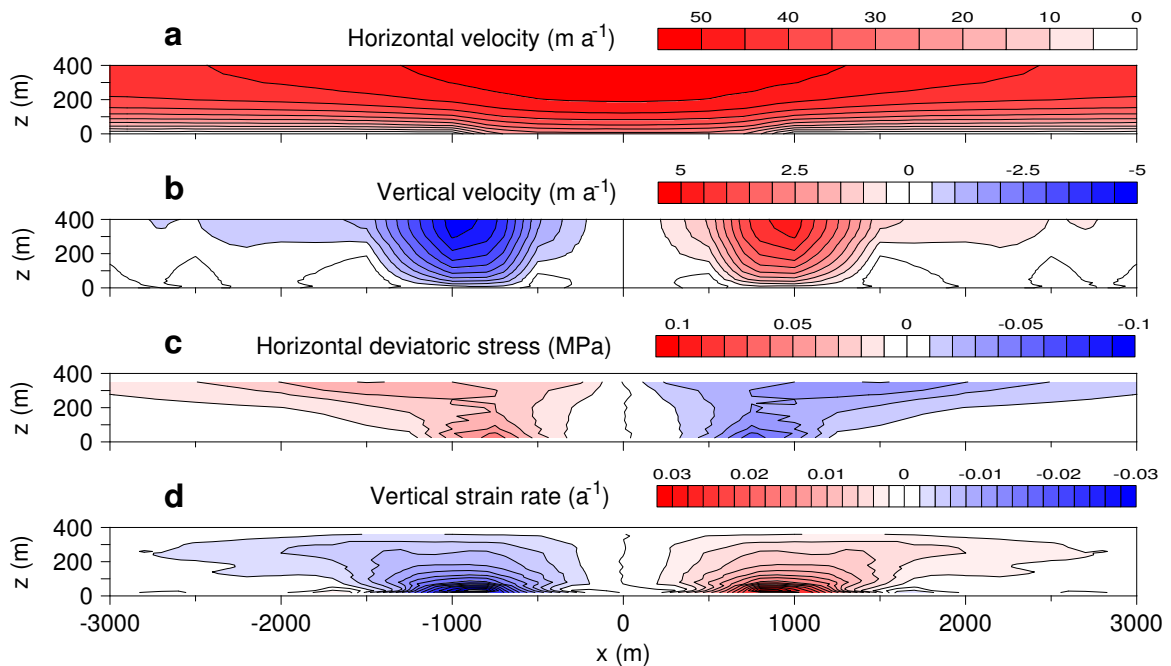 a Horizontal velocity (m a-1) 50 40 30 20 10 0
400
200
0
z (m)
b Vertical velocity (m a-1) 5 2.5 0 -2.5 -5
400
200
0
z (m)
c Horizontal deviatoric stress (MPa) 0.1 0.05 0 -0.05 -0.1
400
200
0
z (m)
d Vertical strain rate (a-1) 0.03 0.02 0.01 0 -0.01 -0.02 -0.03
400
200
0
z (m)
-3000 -2000 -1000 0 1000 2000 3000
x (m)